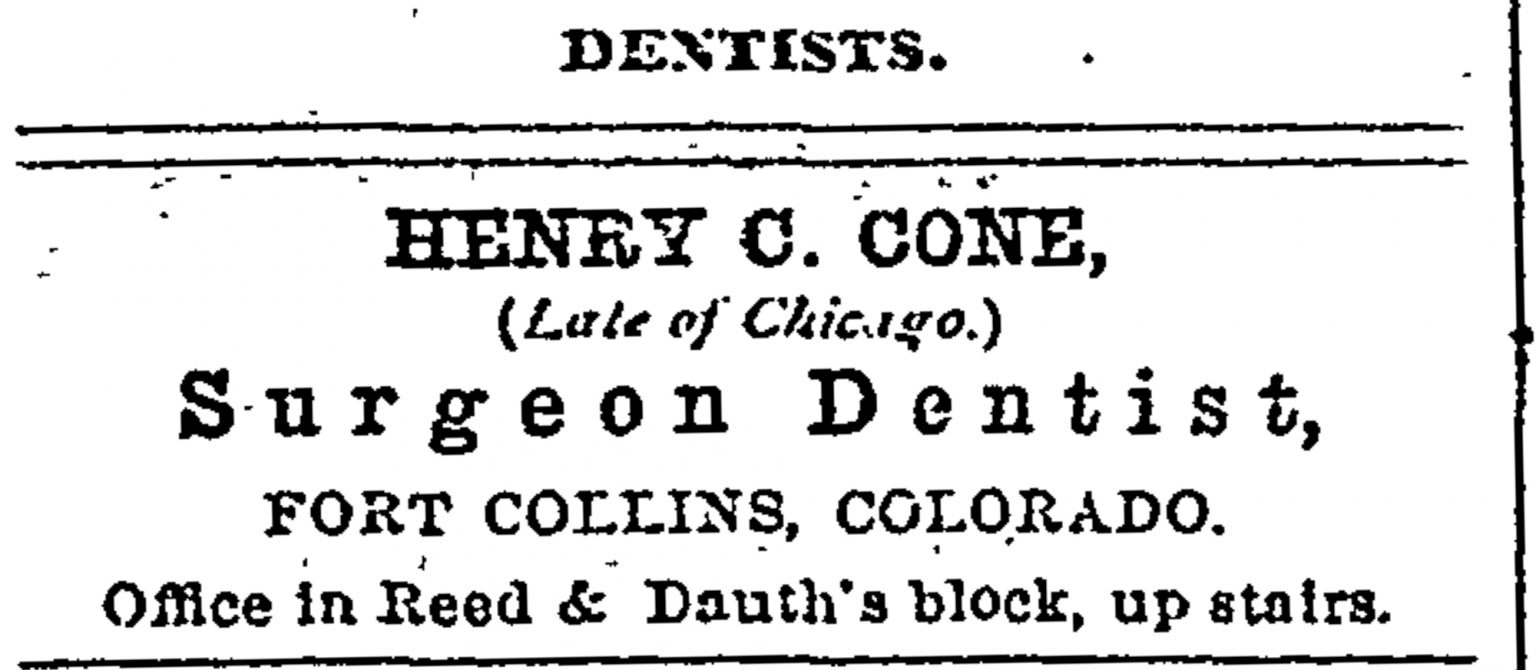 DENTISTS.
HENRY C. CONE,
(Late of Chicago.)
Surgeon Dentist,
FORT COLLINS, COLORADO.
Office in Reed & Dauth's block, up stairs.